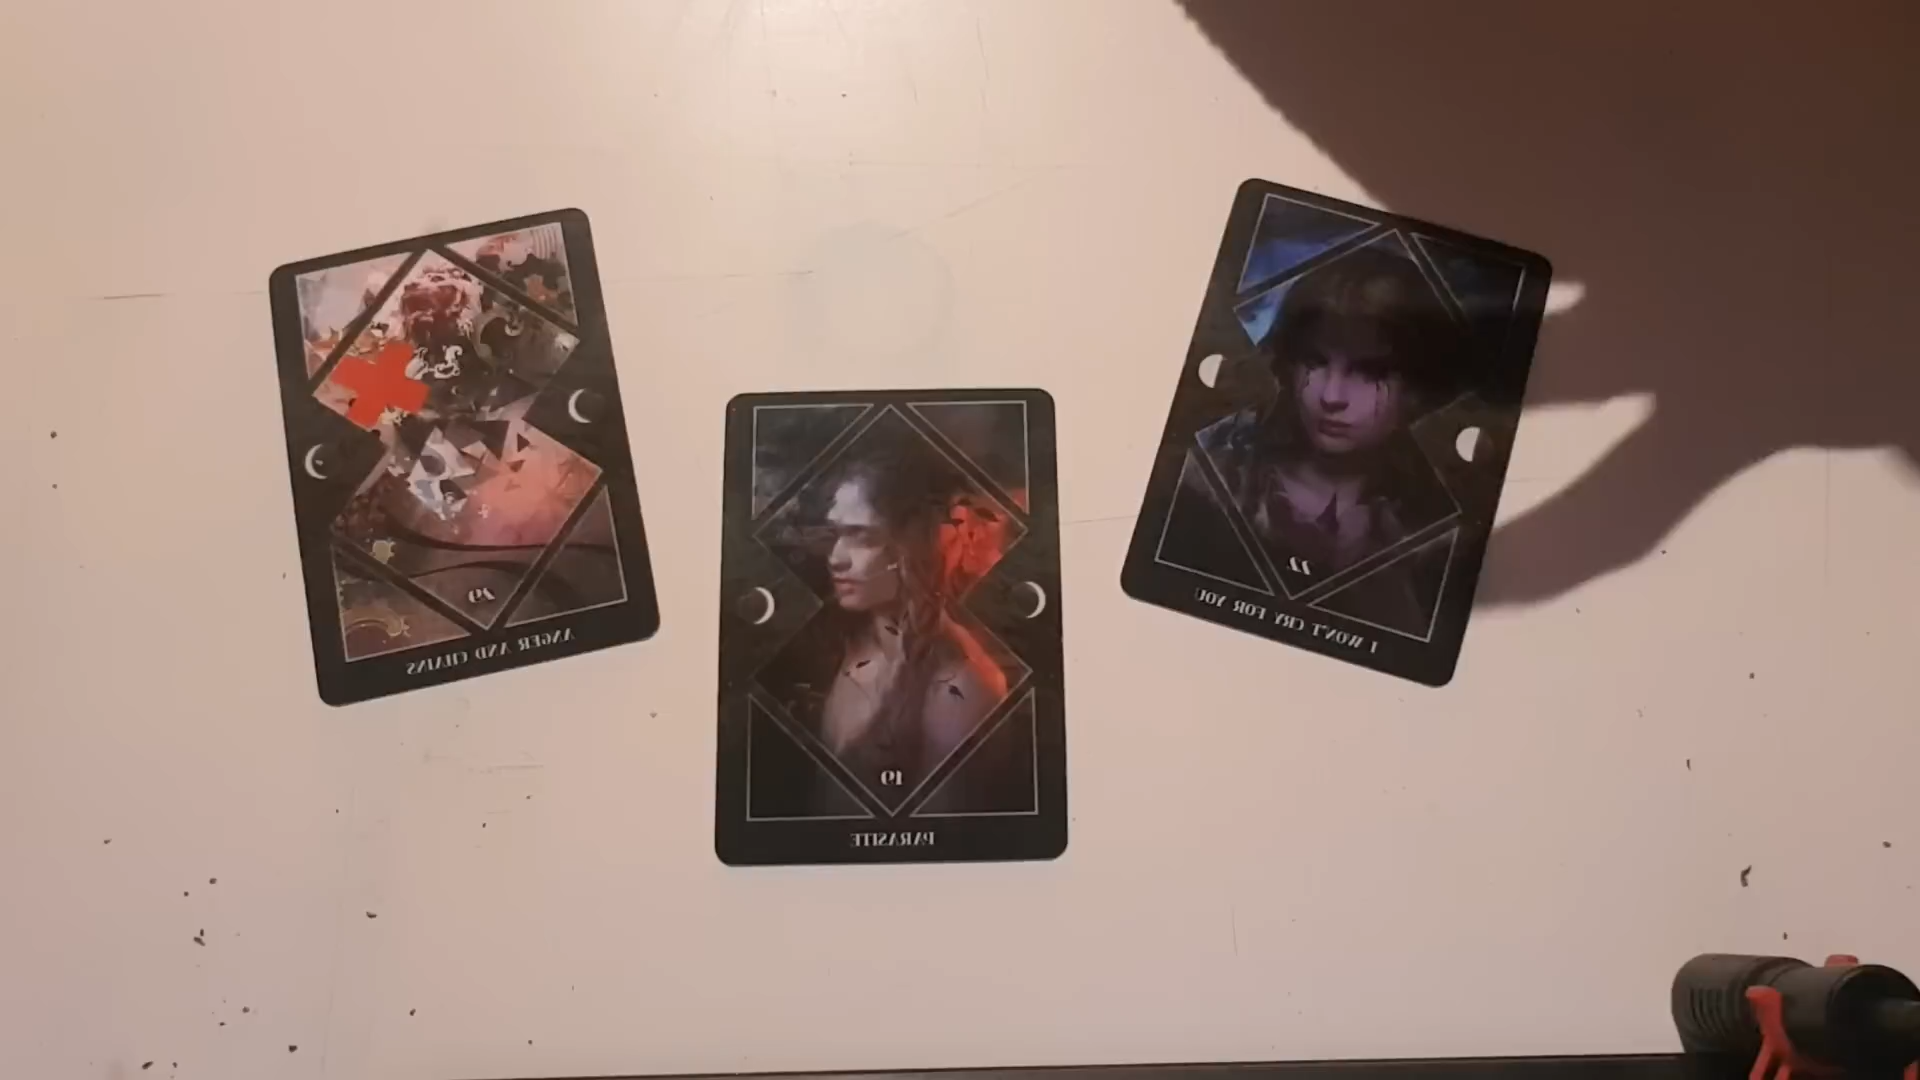 29
ANGER AND CHAINS
19
PARASITE
22
I WON'T CRY FOR YOU